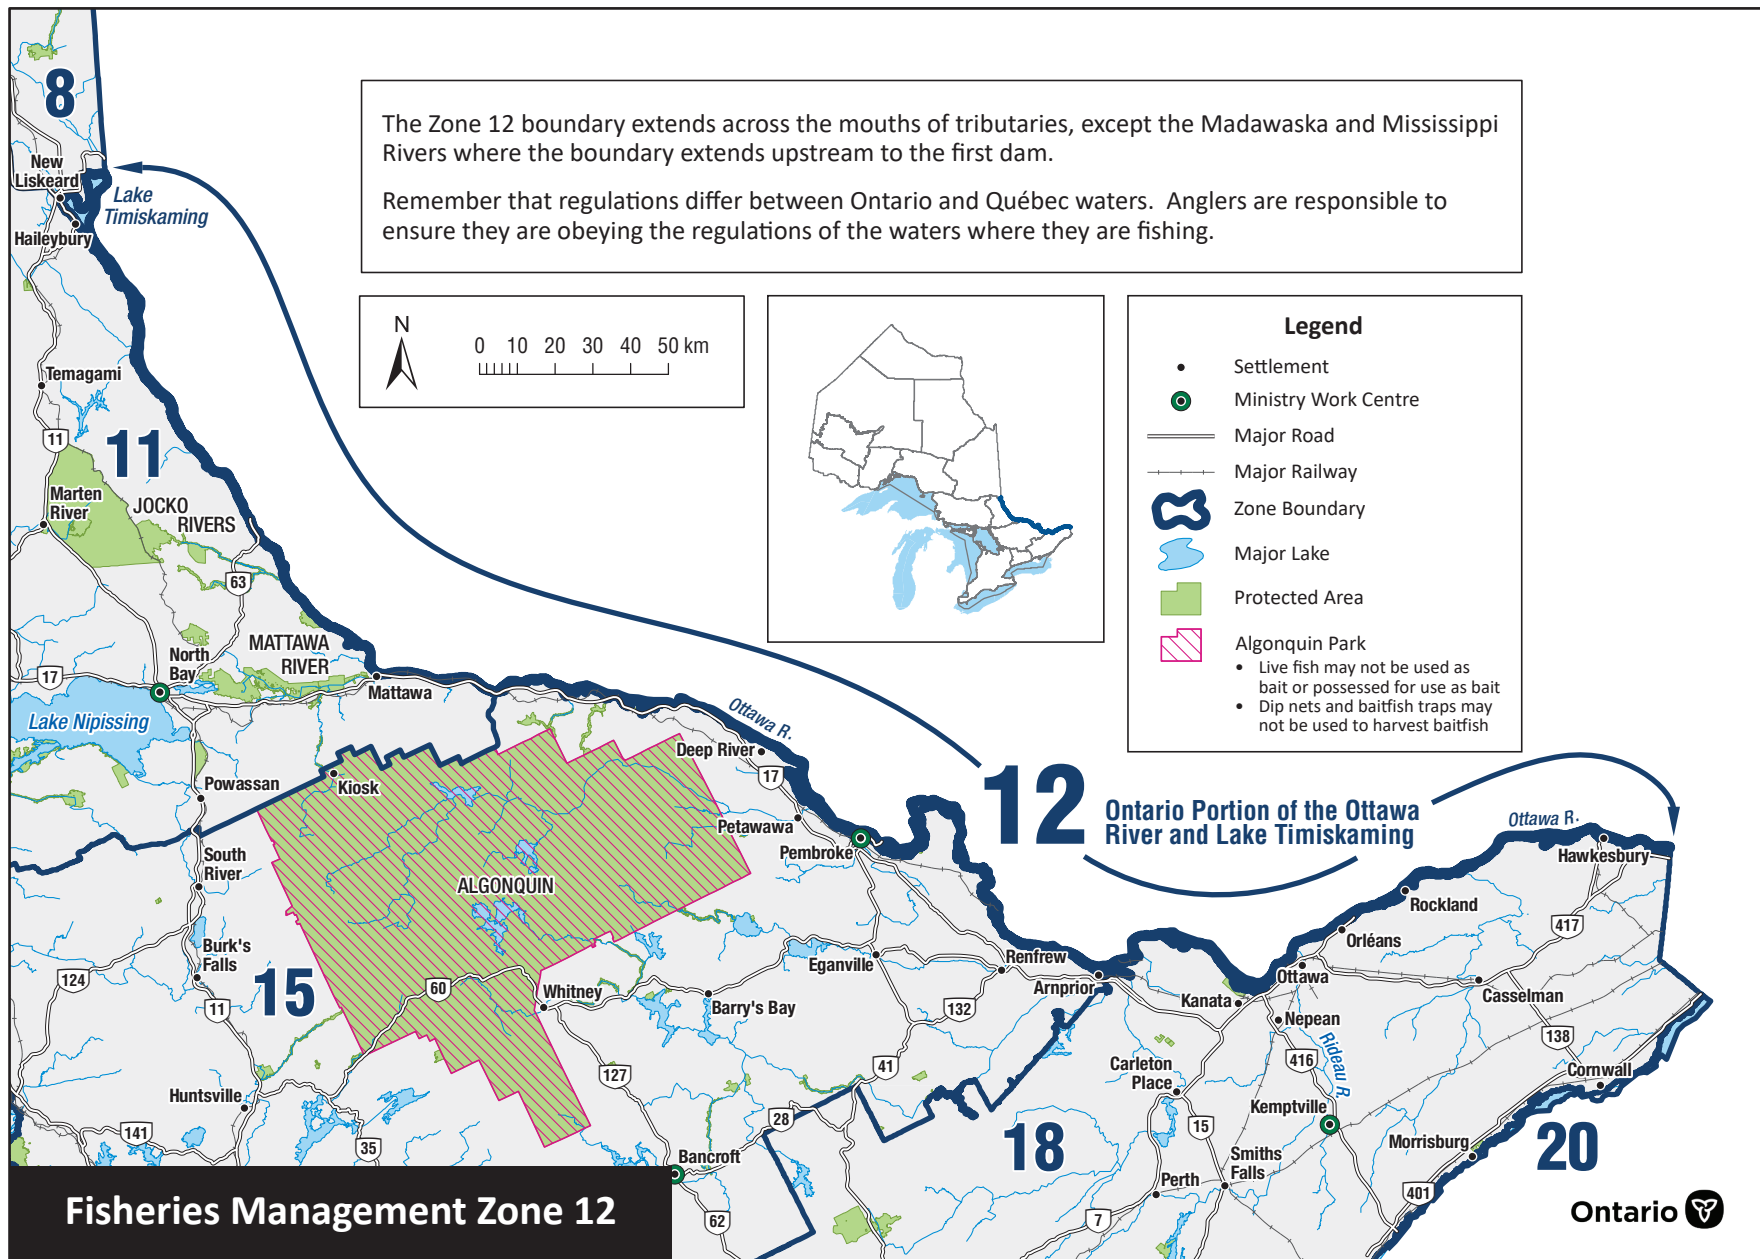 8
The Zone 12 boundary extends across the mouths of tributaries, except the Madawaska and Mississippi
Rivers where the boundary extends upstream to the first dam.
Remember that regulations differ between Ontario and Québec waters. Anglers are responsible to
ensure they are obeying the regulations of the waters where they are fishing.
New
Liskeard
Lake
Timiskaming
Haileybury
N
0 10 20 30 40 50 km
Legend
Settlement
Ministry Work Centre
Major Road
Major Railway
Zone Boundary
Major Lake
Protected Area
Algonquin Park
• Live fish may not be used as
bait or possessed for use as bait
• Dip nets and baitfish traps may
not be used to harvest baitfish
Temagami
11
11
Marten
River
JOCKO
RIVERS
63
MATTAWA
RIVER
North
Bay
17
Mattawa
Lake Nipissing
Ottawa R.
Deep River
17
Kiosk
Powassan
Petawawa
Pembroke
12
Ontario Portion of the Ottawa
River and Lake Timiskaming
Ottawa R.
Hawkesbury
South
River
ALGONQUIN
Rockland
417
Orléans
Burk's
Falls
Eganville
Renfrew
Arnprior
Ottawa
Kanata
Casselman
124
15
60
Whitney
Barry's Bay
132
11
Nepean
138
Rideau R.
416
Carleton
Place
Cornwall
41
127
Huntsville
Kemptville
28
141
35
18
15
Morrisburg
20
Bancroft
Smiths
Falls
Perth
401
62
7
Fisheries Management Zone 12
Ontario